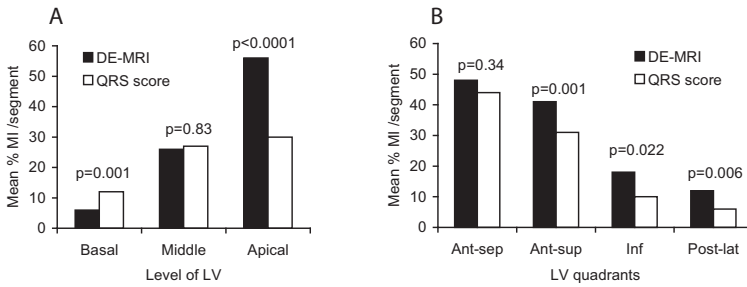 A
Mean % MI /segment
60
50
40
30
20
10
0
DE-MRI
QRS score
p<0.0001
p=0.83
p=0.001
Basal Middle Apical
Level of LV
B
Mean % MI /segment
60
50
40
30
20
10
0
DE-MRI
QRS score
p=0.34
p=0.001
p=0.022
p=0.006
Ant-sep Ant-sup Inf Post-lat
LV quadrants